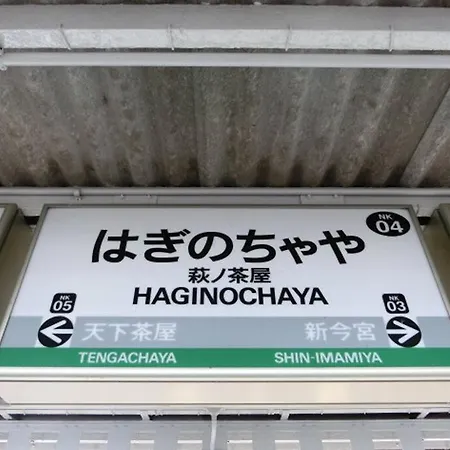 NK
04
はぎのちゃや
萩ノ茶屋
HAGINOCHAYA
NK
05
NK
03
天下茶屋
新今宮
TENGACHAYA
SHIN-IMAMIYA